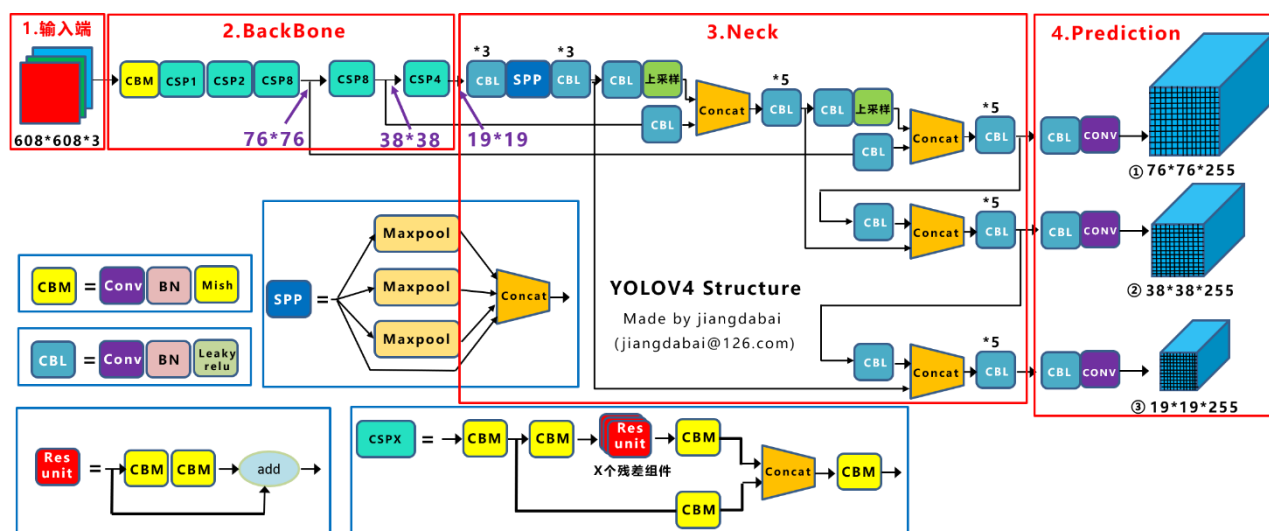 1.输入端
2.BackBone
3.Neck
4.Prediction
*3
*3
CBM
CSP1
CSP2
CSP8
CSP8
CSP4
CBL
SPP
CBL
CBL
上采样
Concat
*5
CBL
CBL
上采样
*5
CBL
Concat
CBL
CBL
CBL
CONV
608*608*3
76*76
38*38
19*19
① 76*76*255
CBL
Concat
*5
CBL
CBL
CONV
② 38*38*255
YOLOV4 Structure
Made by jiangdabai
(jiangdabai@126.com)
CBL
Concat
*5
CBL
CBL
CONV
③ 19*19*255
SPP
=
Maxpool
Maxpool
Maxpool
Concat
CBM
=
Conv
BN
Mish
CBL
=
Conv
BN
Leaky
relu
Res
unit
=
CBM
CBM
add
CSPX
=
CBM
CBM
Res
unit
X个残差组件
CBM
CBM
Concat
CBM